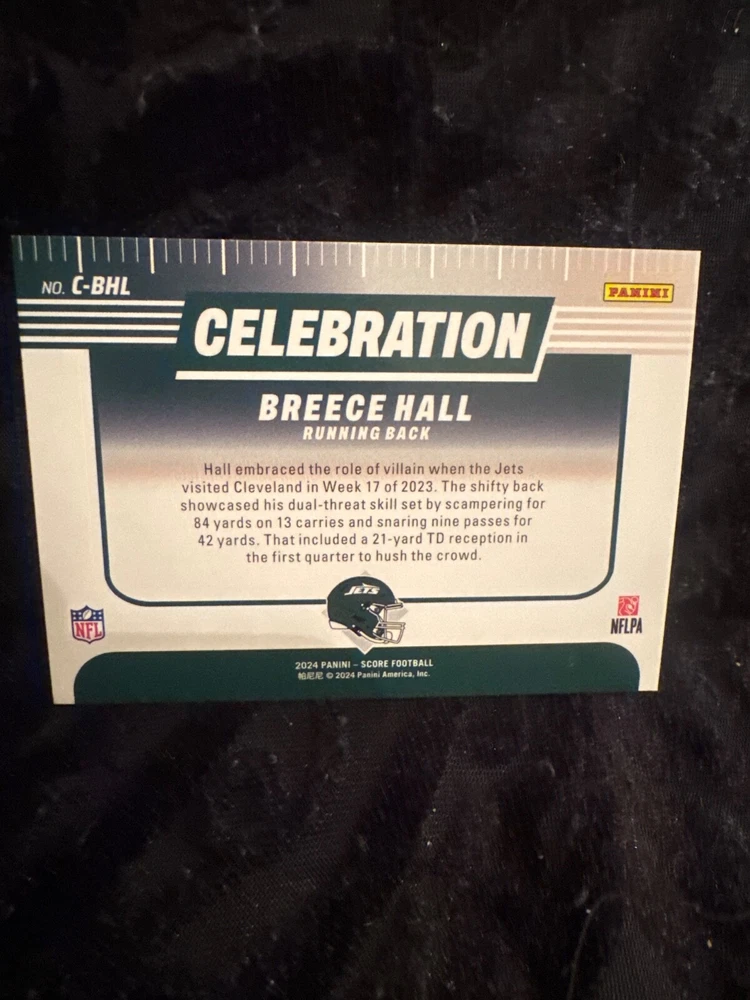 NO. C-BHL
PANINI
CELEBRATION
BREECE HALL
RUNNING BACK
Hall embraced the role of villain when the Jets
visited Cleveland in Week 17 of 2023. The shifty back
showcased his dual-threat skill set by scampering for
84 yards on 13 carries and snaring nine passes for
42 yards. That included a 21-yard TD reception in
the first quarter to hush the crowd.
JETS
NFL
NFLPA
2024 PANINI – SCORE FOOTBALL
帕尼尼 © 2024 Panini America, Inc.